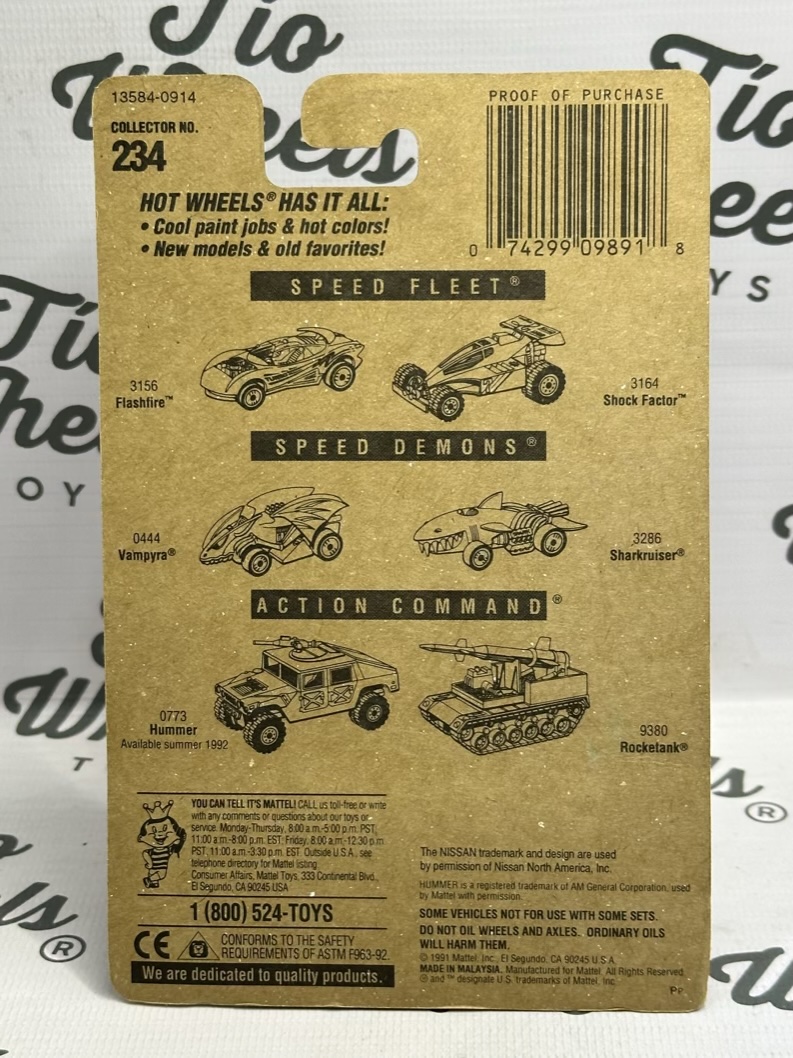 Tio
Wheels
Tío
13584-0914
COLLECTOR NO.
234
PROOF OF PURCHASE
0 74299 09891 8
HOT WHEELS® HAS IT ALL:
• Cool paint jobs & hot colors!
• New models & old favorites!
SPEED FLEET®
3156
Flashfire™
3164
Shock Factor™
SPEED DEMONS®
0444
Vampyra®
3286
Sharkruiser®
ACTION COMMAND®
0773
Hummer
Available summer 1992
9380
Rocketank®
YOU CAN TELL IT'S MATTEL! CALL us toll-free or write
with any comments or questions about our toys or
service. Monday-Thursday, 8:00 a.m.-5:00 p.m. PST,
11:00 a.m.-8:00 p.m. EST; Friday, 8:00 a.m.-12:30 p.m.
PST, 11:00 a.m.-3:30 p.m. EST. Outside U.S.A., see
telephone directory for Mattel listing.
Consumer Affairs, Mattel Toys, 333 Continental Blvd.,
El Segundo, CA 90245 USA
1 (800) 524-TOYS
CE
CONFORMS TO THE SAFETY
REQUIREMENTS OF ASTM F963-92.
We are dedicated to quality products.
The NISSAN trademark and design are used
by permission of Nissan North America, Inc.
HUMMER is a registered trademark of AM General Corporation, used
by Mattel with permission.
SOME VEHICLES NOT FOR USE WITH SOME SETS.
DO NOT OIL WHEELS AND AXLES. ORDINARY OILS
WILL HARM THEM.
© 1991 Mattel, Inc., El Segundo, CA 90245 U.S.A.
MADE IN MALAYSIA. Manufactured for Mattel. All Rights Reserved.
® and ™ designate U.S. trademarks of Mattel, Inc.